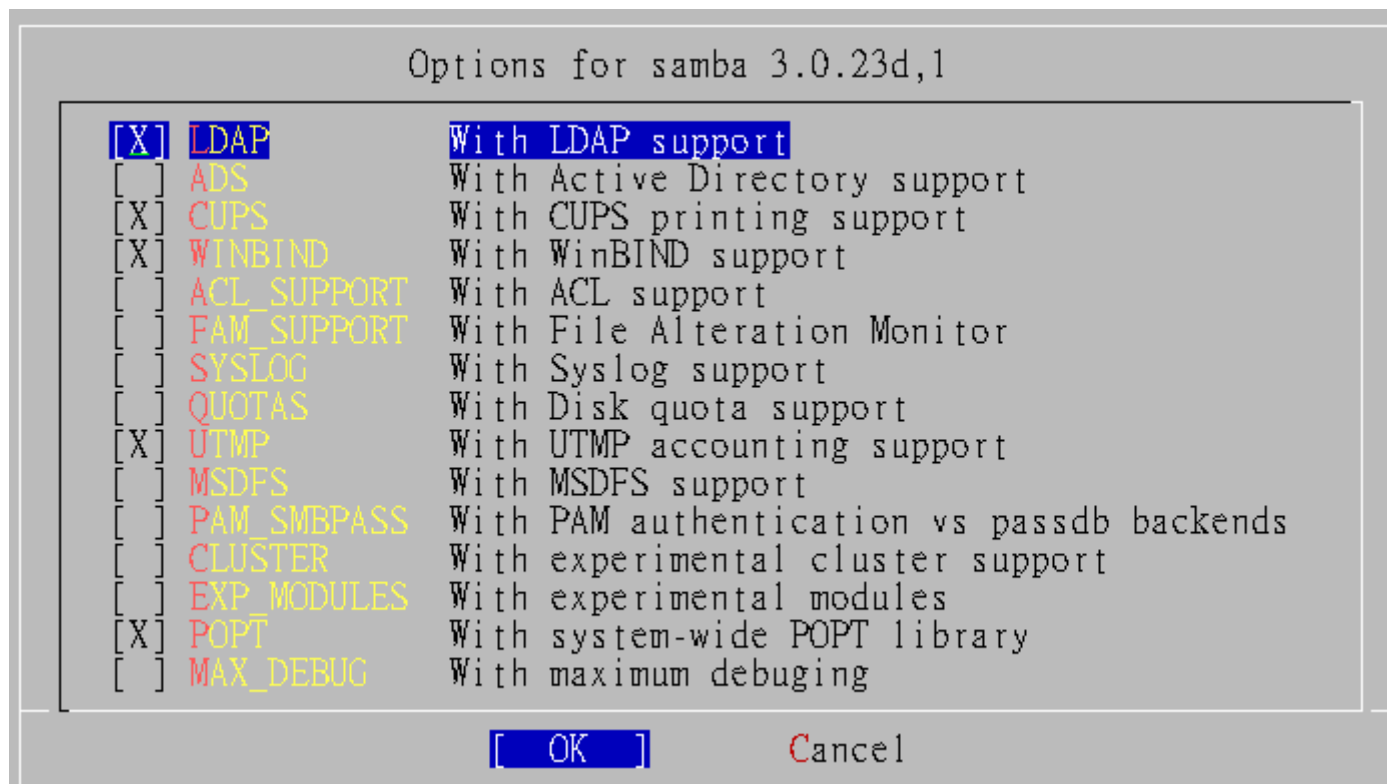 Options for samba 3.0.23d,1
[X] LDAP With LDAP support
[ ] ADS With Active Directory support
[X] CUPS With CUPS printing support
[X] WINBIND With WinBIND support
[ ] ACL_SUPPORT With ACL support
[ ] FAM_SUPPORT With File Alteration Monitor
[ ] SYSLOG With Syslog support
[ ] QUOTAS With Disk quota support
[X] UTMP With UTMP accounting support
[ ] MSDFS With MSDFS support
[ ] PAM_SMBPASS With PAM authentication vs passdb backends
[ ] CLUSTER With experimental cluster support
[ ] EXP_MODULES With experimental modules
[X] POPT With system-wide POPT library
[ ] MAX_DEBUG With maximum debuging
[ OK ] Cancel